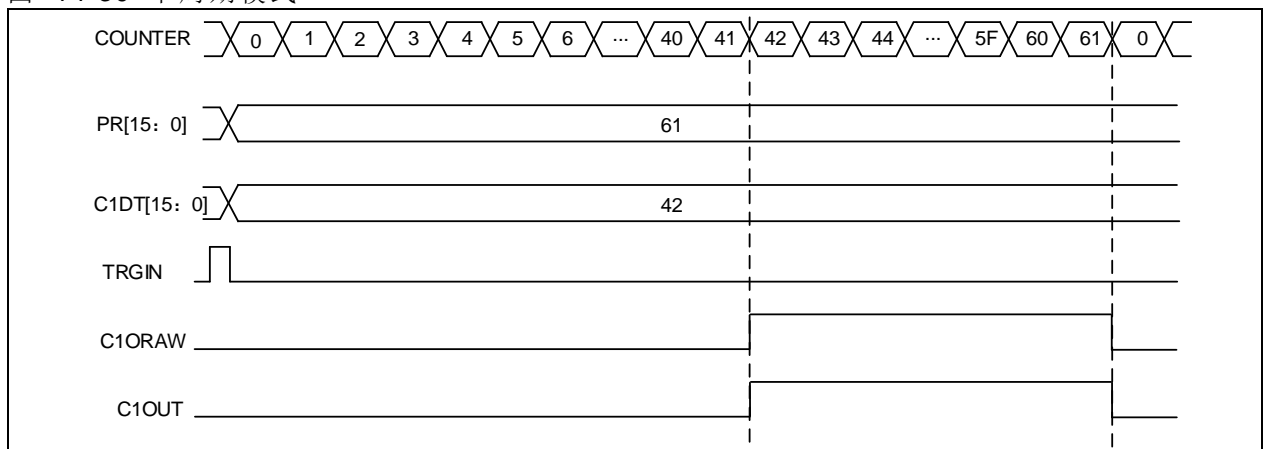 COUNTER 0 1 2 3 4 5 6 ... 40 41 42 43 44 ... 5F 60 61 0
PR[15：0] 61
C1DT[15：0] 42
TRGIN
C1ORAW
C1OUT